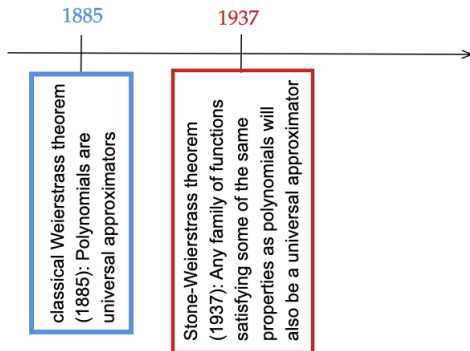 1885
1937
classical Weierstrass theorem
(1885): Polynomials are
universal approximators
Stone-Weierstrass theorem
(1937): Any family of functions
satisfying some of the same
properties as polynomials will
also be a universal approximator